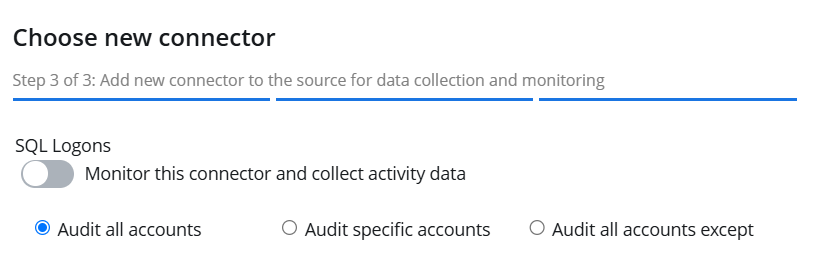 Choose new connector
Step 3 of 3: Add new connector to the source for data collection and monitoring
SQL Logons
Monitor this connector and collect activity data
Audit all accounts Audit specific accounts Audit all accounts except